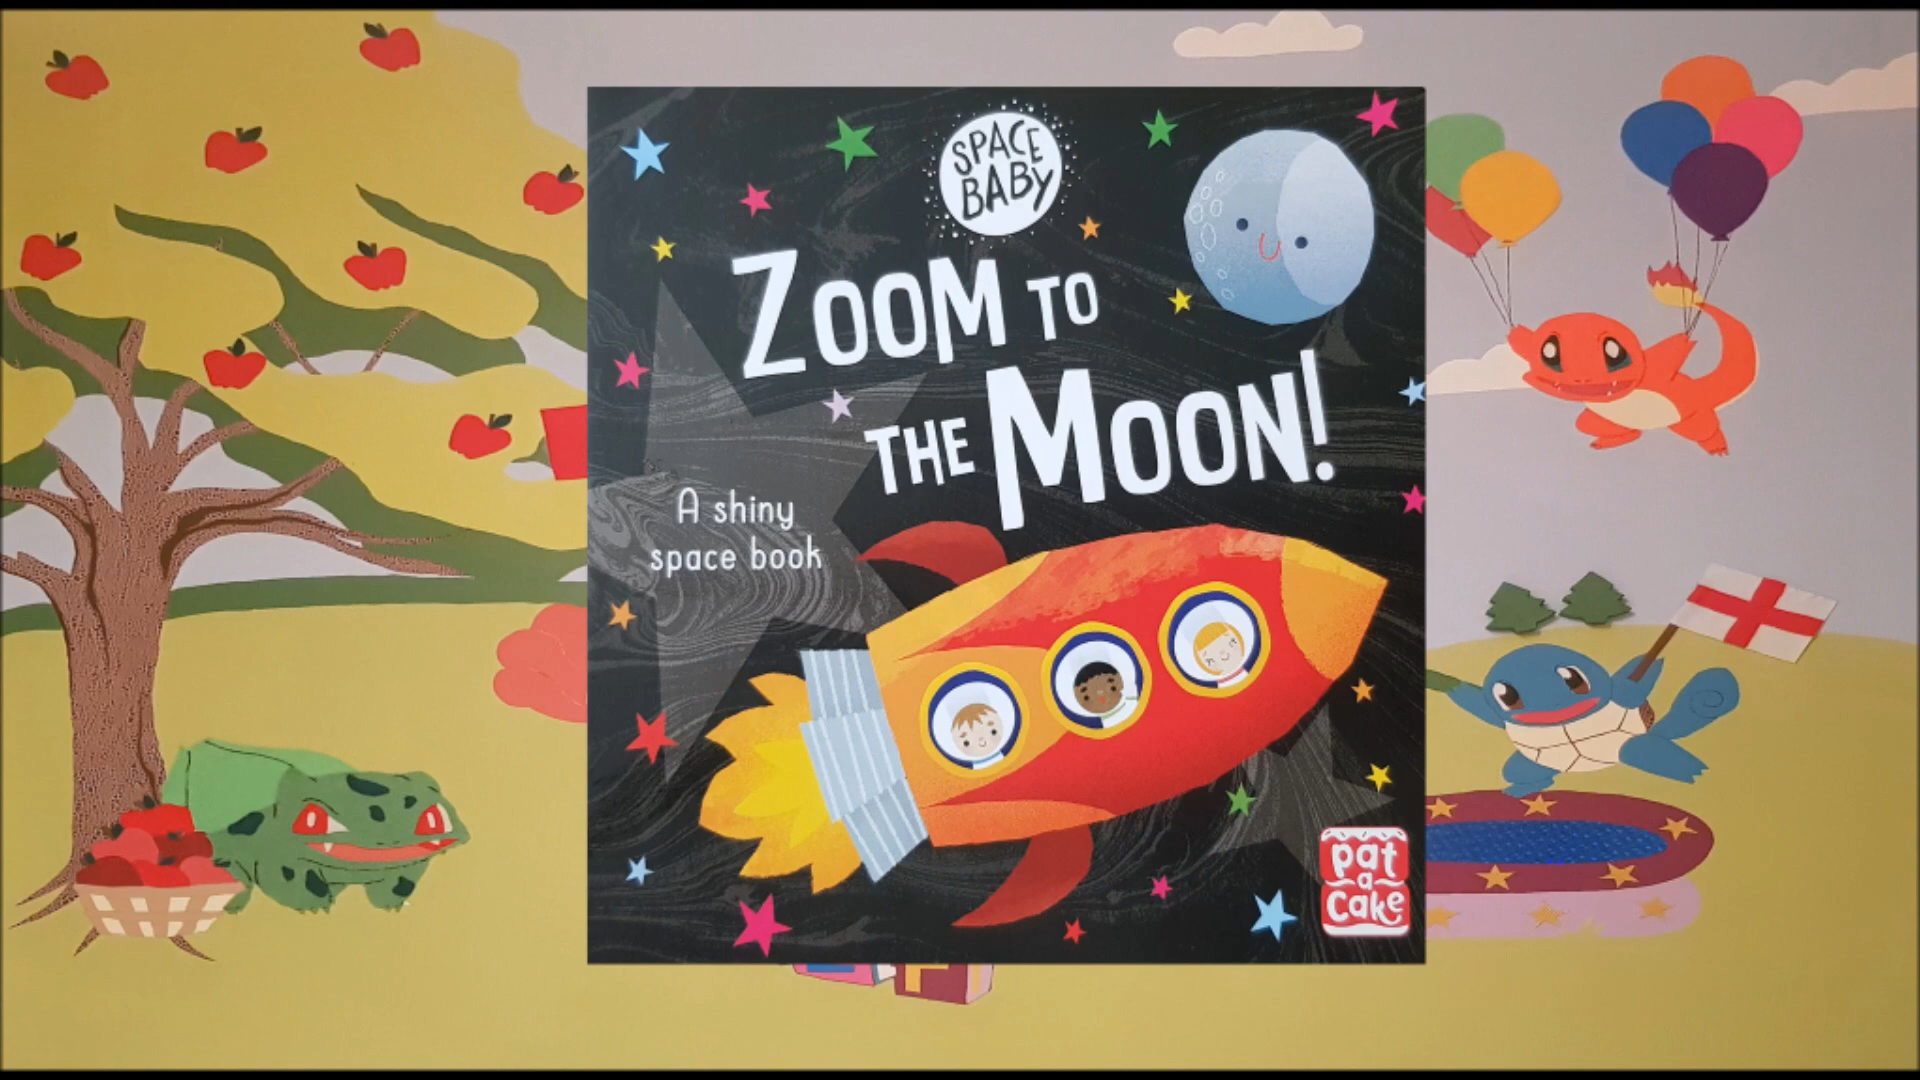 SPACE
BABY
ZOOM TO
THE MOON!
A shiny
space book
pat
a
cake